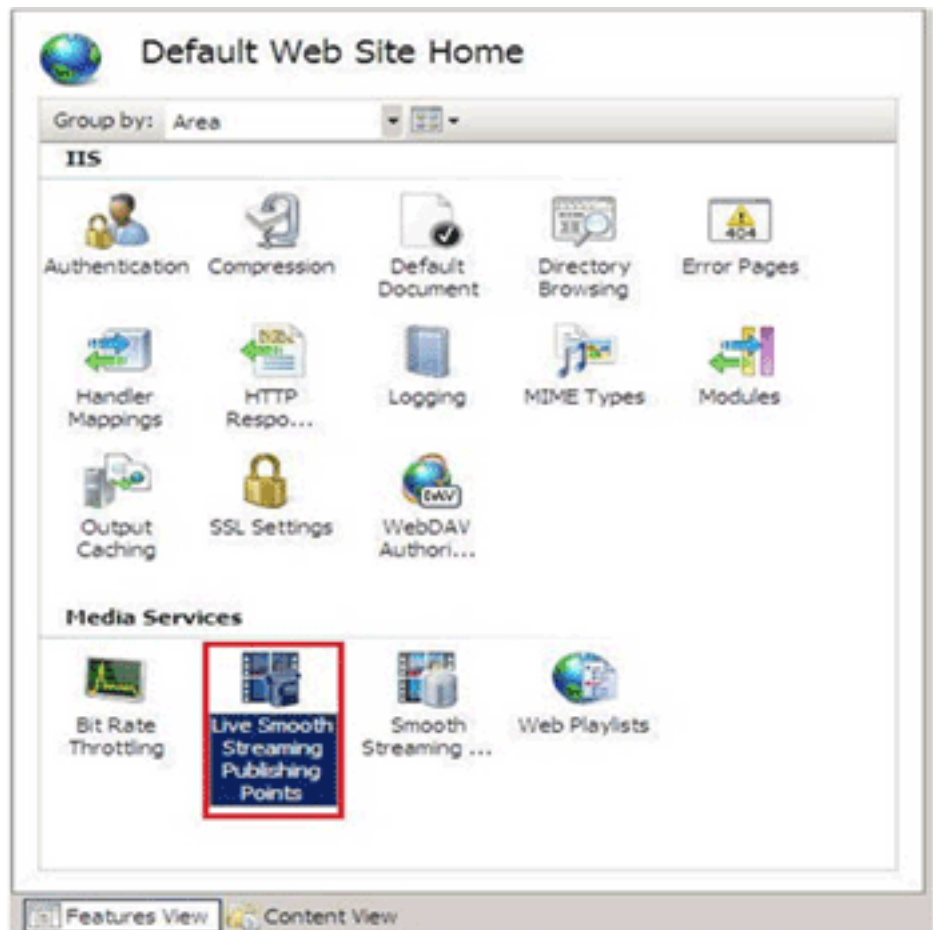 Default Web Site Home
Group by: Area
IIS
Authentication
Compression
Default
Document
Directory
Browsing
404
Error Pages
Handler
Mappings
HTTP
Respo...
Logging
MIME Types
Modules
Output
Caching
SSL Settings
DAV
WebDAV
Authori...
Media Services
Bit Rate
Throttling
Live Smooth
Streaming
Publishing
Points
Smooth
Streaming ...
Web Playlists
Features View
Content View